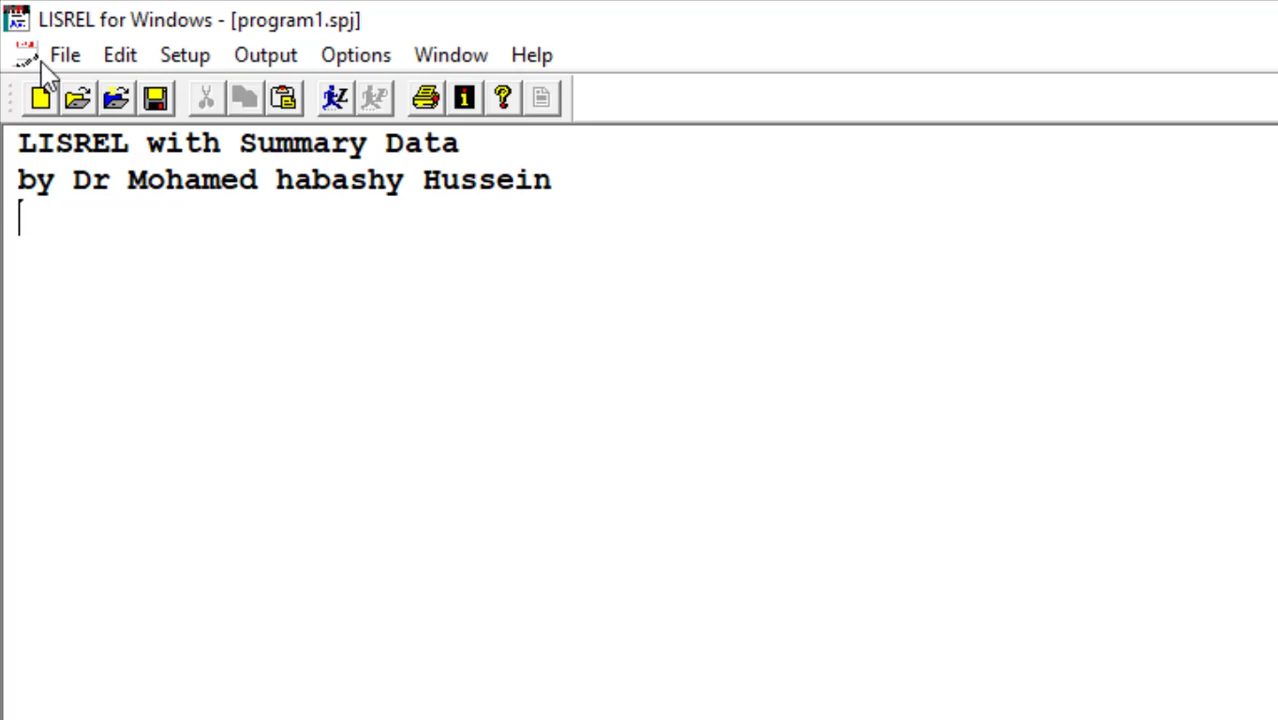 LISREL for Windows - [program1.spj]
File Edit Setup Output Options Window Help
LISREL with Summary Data
by Dr Mohamed habashy Hussein